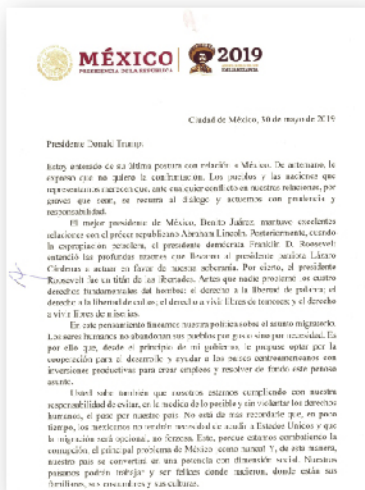 MÉXICO
PRESIDENCIA DE LA REPÚBLICA
2019
Ciudad de México, 30 de mayo de 2019
Presidente Donald Trump:
Estoy enterado de su última postura con relación a México. De antemano, le
expreso que no quiero la confrontación. Los pueblos y las naciones que
representamos merecen que, ante cualquier conflicto en nuestras relaciones, por
graves que sean, se recurra al diálogo y actuemos con prudencia y
responsabilidad.
El mejor presidente de México, Benito Juárez, mantuvo excelentes
relaciones con el prócer republicano Abraham Lincoln. Posteriormente, cuando
la expropiación petrolera, el presidente demócrata Franklin D. Roosevelt
entendió las profundas razones que llevaron al presidente patriota Lázaro
Cárdenas a actuar en favor de nuestra soberanía. Por cierto, el presidente
Roosevelt fue un titán de las libertades. Antes que nadie proclamó los cuatro
derechos fundamentales del hombre: el derecho a la libertad de palabra; el
derecho a la libertad de cultos; el derecho a vivir libres de temores; y el derecho
a vivir libres de miserias.
En este pensamiento fincamos nuestra política sobre el asunto migratorio.
Los seres humanos no abandonan sus pueblos por gusto sino por necesidad. Es
por ello que, desde el principio de mi gobierno, le propuse optar por la
cooperación para el desarrollo y ayudar a los países centroamericanos con
inversiones productivas para crear empleos y resolver de fondo este penoso
asunto.
Usted sabe también que nosotros estamos cumpliendo con nuestra
responsabilidad de evitar, en la medida de lo posible y sin violentar los derechos
humanos, el paso por nuestro país. No está de más recordarle que, en poco
tiempo, los mexicanos no tendrán necesidad de acudir a Estados Unidos y que
la migración será opcional, no forzosa. Esto, porque estamos combatiendo la
corrupción, el principal problema de México ¡como nunca! Y, de esta manera,
nuestro país se convertirá en una potencia con dimensión social. Nuestros
paisanos podrán trabajar y ser felices donde nacieron, donde están sus
familiares, sus costumbres y sus culturas.